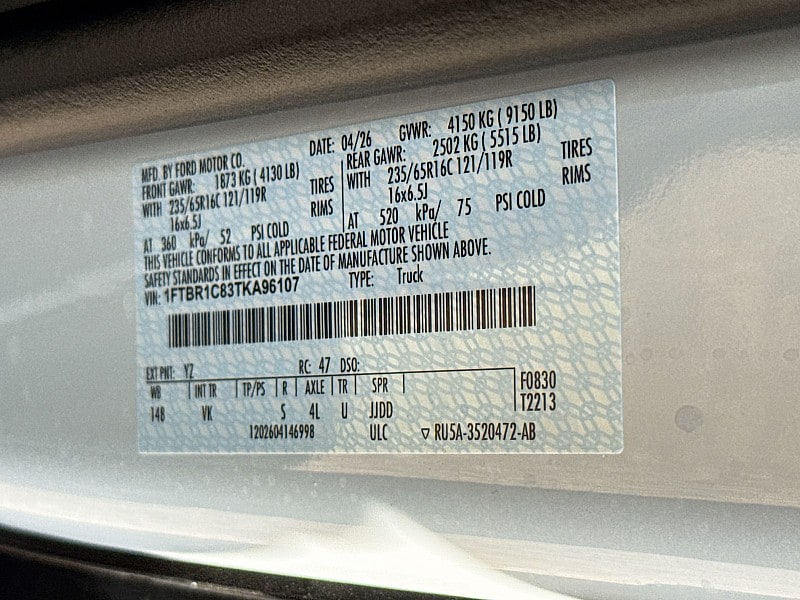 MFD. BY FORD MOTOR CO.
DATE: 04/26 GVWR: 4150 KG ( 9150 LB)
FRONT GAWR: 1873 KG ( 4130 LB)
WITH 235/65R16C 121/119R TIRES
16x6.5J RIMS
AT 360 kPa/ 52 PSI COLD
REAR GAWR: 2502 KG ( 5515 LB)
WITH 235/65R16C 121/119R TIRES
16x6.5J RIMS
AT 520 kPa/ 75 PSI COLD
THIS VEHICLE CONFORMS TO ALL APPLICABLE FEDERAL MOTOR VEHICLE
SAFETY STANDARDS IN EFFECT ON THE DATE OF MANUFACTURE SHOWN ABOVE.
VIN: 1FTBR1C83TKA96107 TYPE: Truck
EXT PNT: YZ RC: 47 DSO:
WB INT TR TP/PS R AXLE TR SPR
148 VK S 4L U JJDD
F0830
T2213
1202604146998 ULC ▽ RU5A-3520472-AB